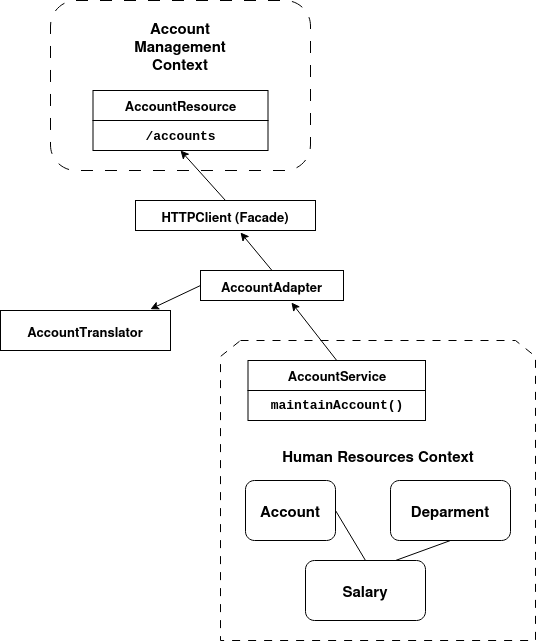 Account
Management
Context
AccountResource
/accounts
HTTPClient (Facade)
AccountAdapter
AccountTranslator
AccountService
maintainAccount()
Human Resources Context
Account
Deparment
Salary